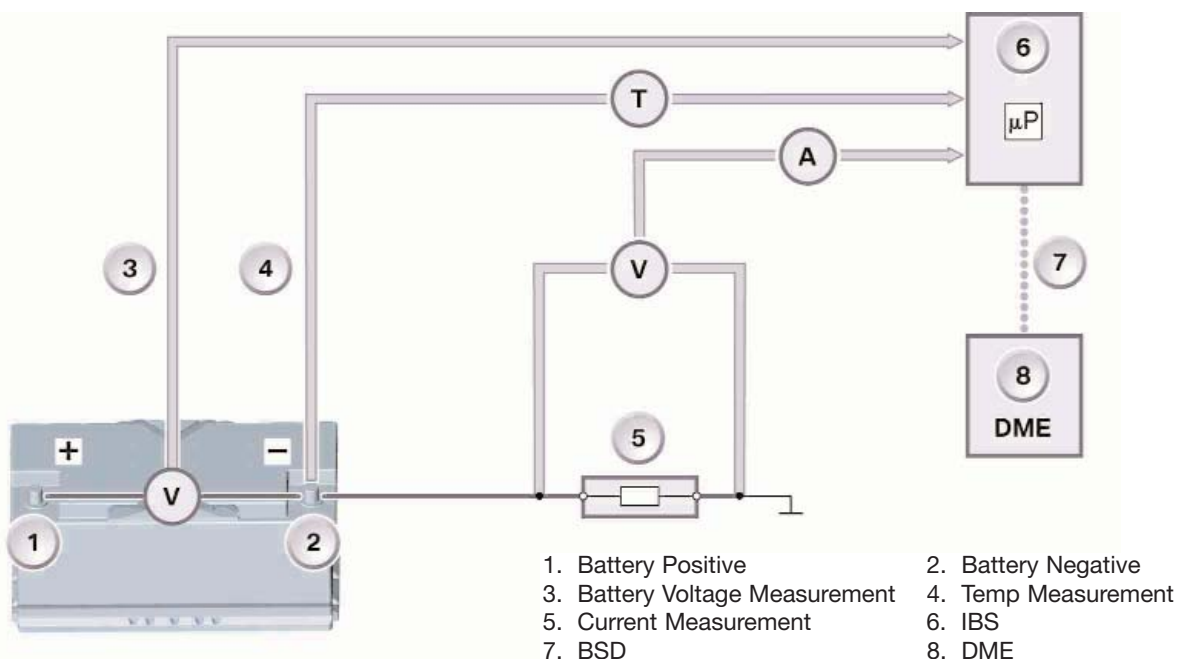 6
µP
T
A
3
4
V
7
8
DME
5
+
−
V
1
2
1. Battery Positive
2. Battery Negative
3. Battery Voltage Measurement
4. Temp Measurement
5. Current Measurement
6. IBS
7. BSD
8. DME